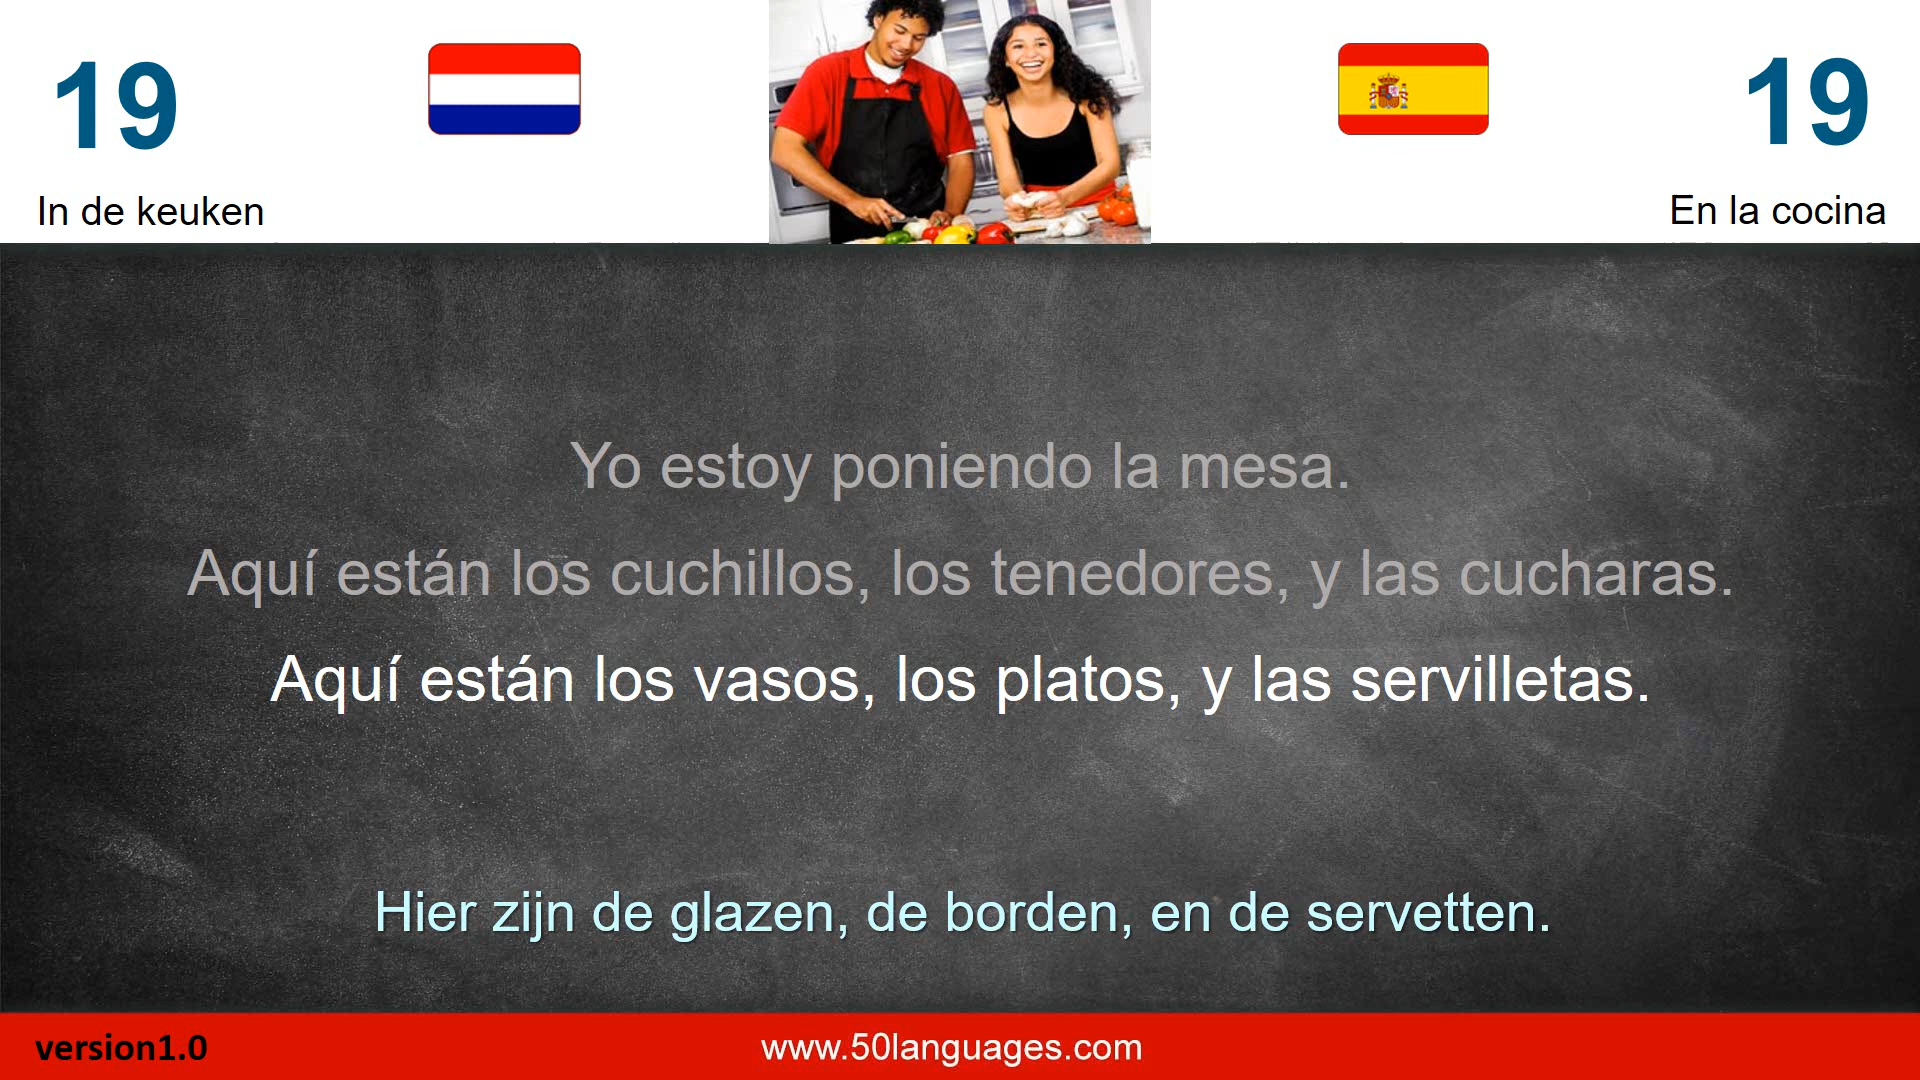 19
19
In de keuken
En la cocina
Yo estoy poniendo la mesa.
Aquí están los cuchillos, los tenedores, y las cucharas.
Aquí están los vasos, los platos, y las servilletas.
Hier zijn de glazen, de borden, en de servetten.
version1.0
www.50languages.com